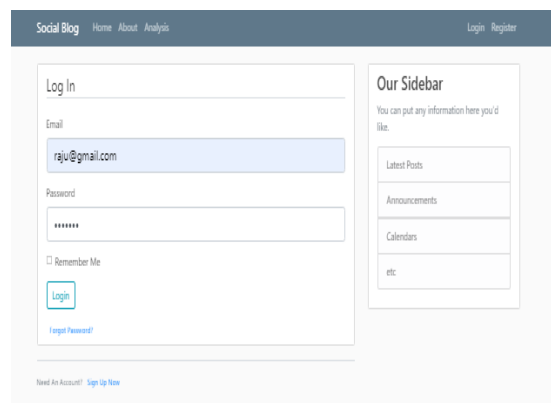 Social Blog Home About Analysis Login Register
Log In
Email
raju@gmail.com
Password
•••••••
Remember Me
Login
Forgot Password?
Need An Account? Sign Up Now
Our Sidebar
You can put any information here you'd
like.
Latest Posts
Announcements
Calendars
etc